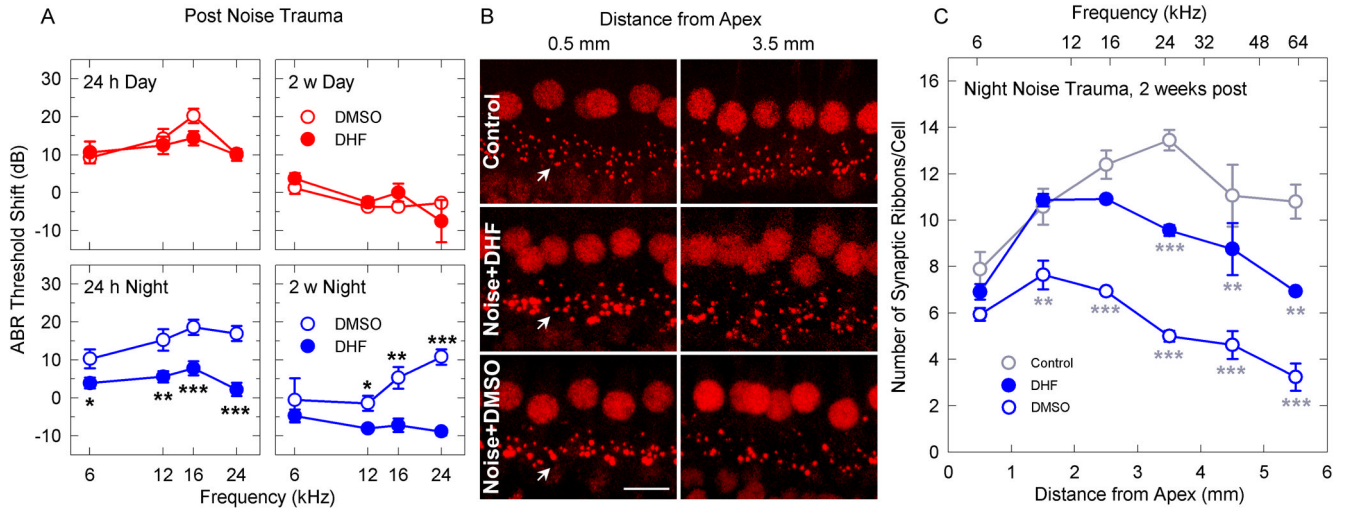 A
Post Noise Trauma
ABR Threshold Shift (dB)
30
20
10
0
-10
24 h Day
2 w Day
DMSO
DHF
30
20
10
0
-10
24 h Night
* ** *** ***
2 w Night
DMSO
DHF
* ** ***
6 12 16 24
6 12 16 24
Frequency (kHz)
B
Distance from Apex
0.5 mm
3.5 mm
Control
Noise+DHF
Noise+DMSO
C
Frequency (kHz)
6 12 16 24 32 48 64
Night Noise Trauma, 2 weeks post
Number of Synaptic Ribbons/Cell
16
14
12
10
8
6
4
2
0
*** ** **
** *** *** *** ***
Control
DHF
DMSO
0 1 2 3 4 5 6
Distance from Apex (mm)